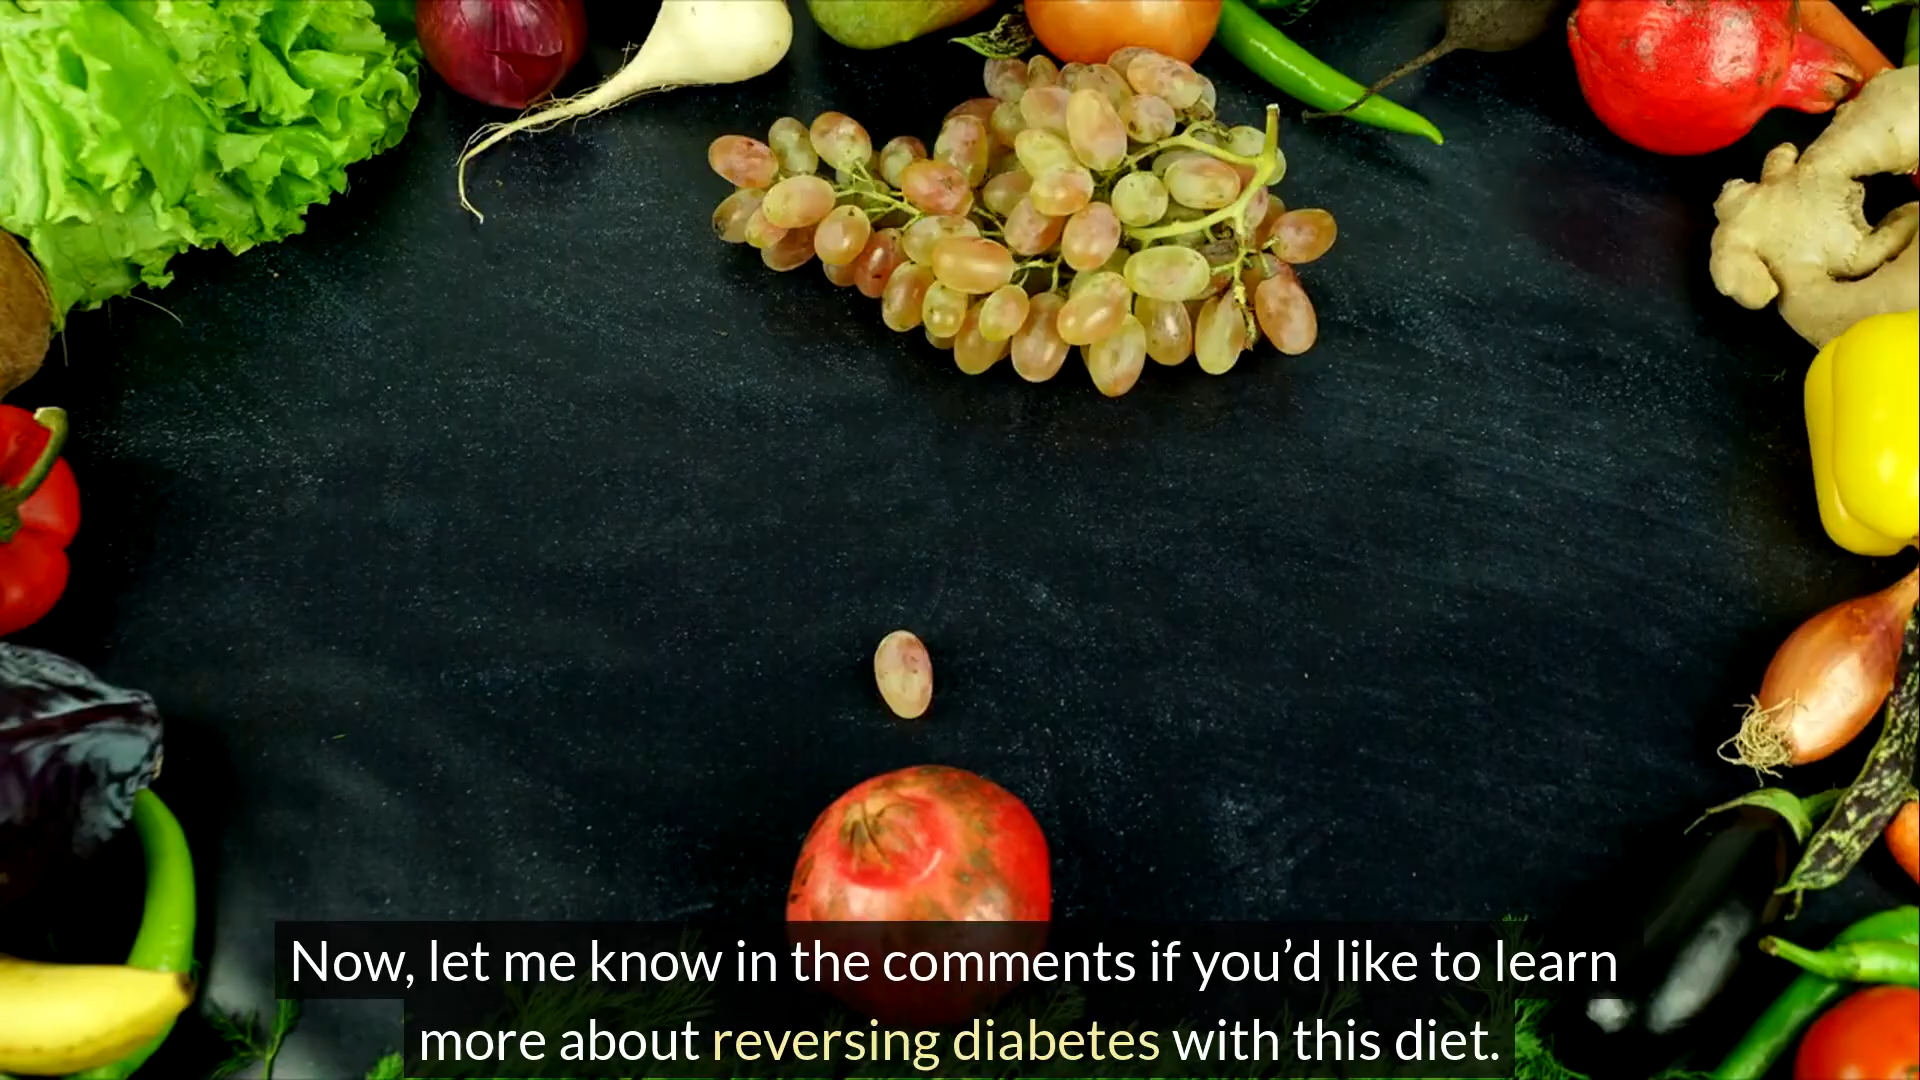 Now, let me know in the comments if you’d like to learn
more about reversing diabetes with this diet.